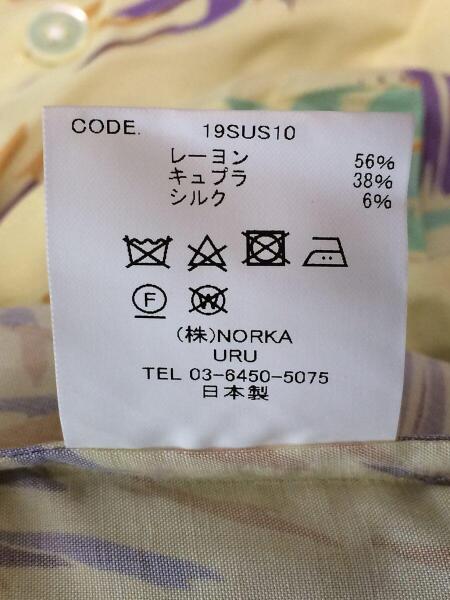 CODE. 19SUS10
レーヨン 56%
キュプラ 38%
シルク 6%
F W
(株)NORKA
URU
TEL 03-6450-5075
日本製